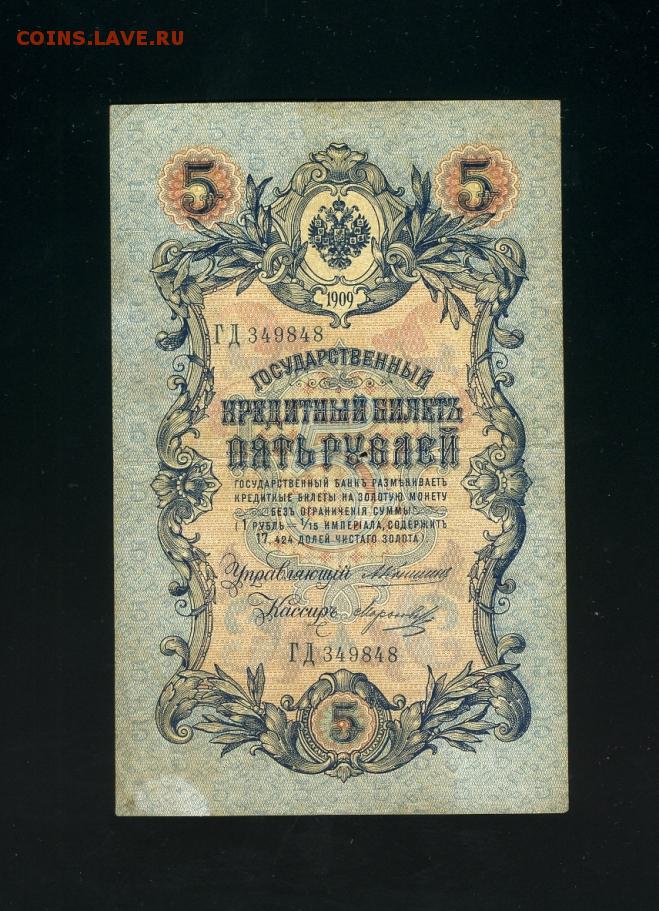 COINS.LAVE.RU
5 5
1909
ГД 349848
ГОСУДАРСТВЕННЫЙ
КРЕДИТНЫЙ БИЛЕТЪ
ПЯТЬ РУБЛЕЙ
ГОСУДАРСТВЕННЫЙ БАНКЪ РАЗМѢНИВАЕТЪ
КРЕДИТНЫЕ БИЛЕТЫ НА ЗОЛОТУЮ МОНЕТУ
БЕЗЪ ОГРАНИЧЕНІЯ СУММЫ
(1 РУБЛЬ = 1/15 ИМПЕРІАЛА, СОДЕРЖИТЪ
17,424 ДОЛЕЙ ЧИСТАГО ЗОЛОТА).
Управляющій
Кассиръ
ГД 349848
5